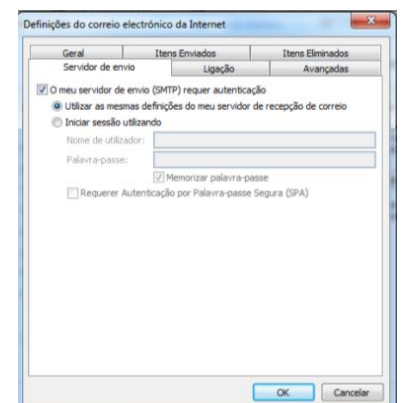 Definições do correio electrónico da Internet
Geral Itens Enviados Itens Eliminados
Servidor de envio Ligação Avançadas
O meu servidor de envio (SMTP) requer autenticação
Utilizar as mesmas definições do meu servidor de recepção de correio
Iniciar sessão utilizando
Nome de utilizador:
Palavra-passe:
Memorizar palavra-passe
Requerer Autenticação por Palavra-passe Segura (SPA)
OK Cancelar